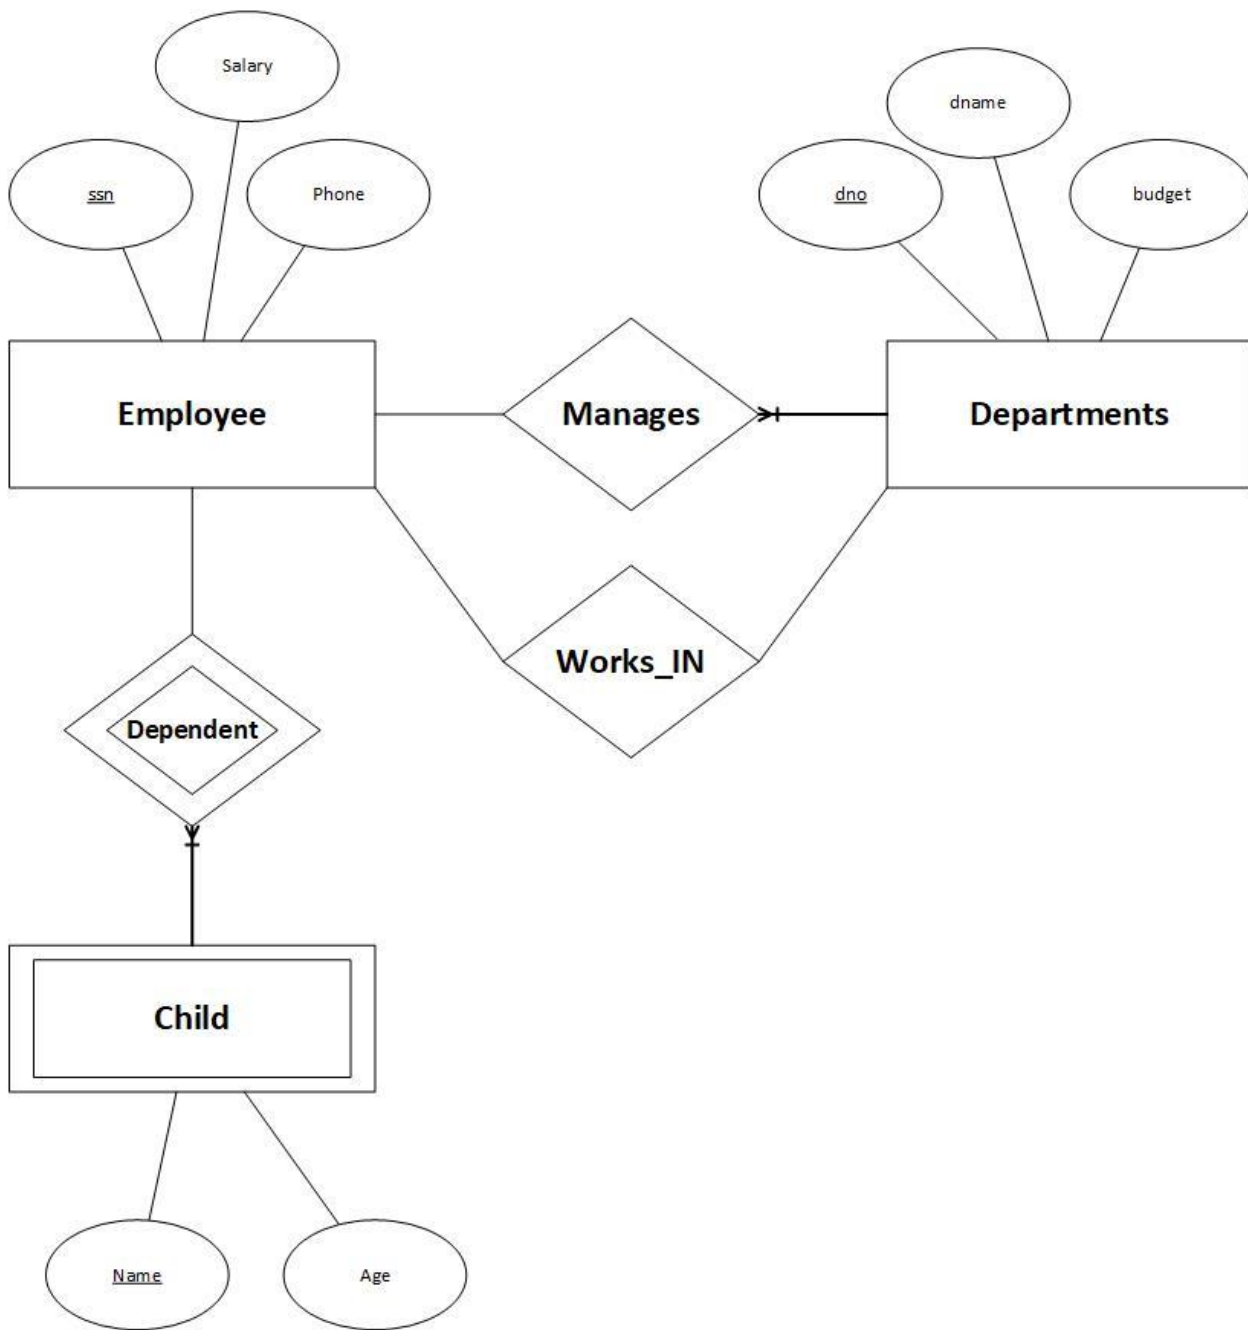 Salary
dname
ssn
Phone
dno
budget
Employee
Manages
Departments
Works_IN
Dependent
Child
Name
Age